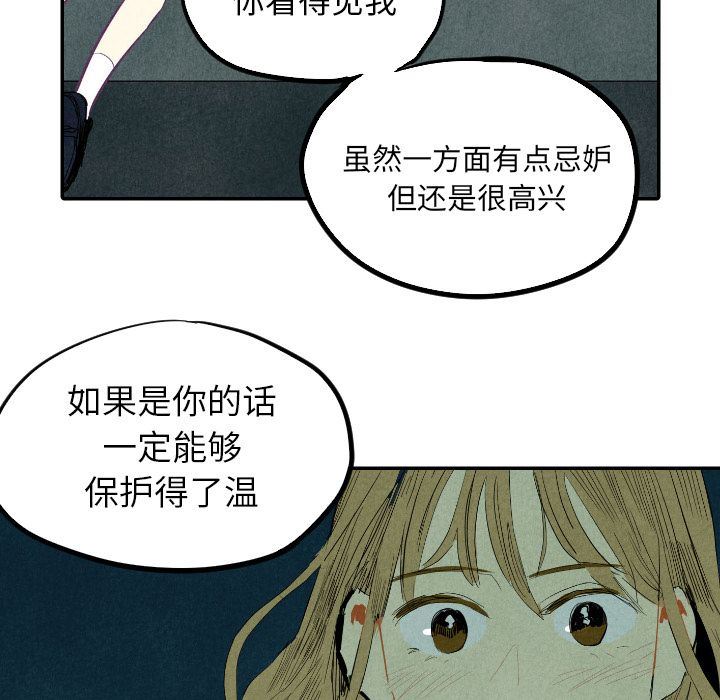 你看得见我
虽然一方面有点忌妒
但还是很高兴
如果是你的话
一定能够
保护得了温